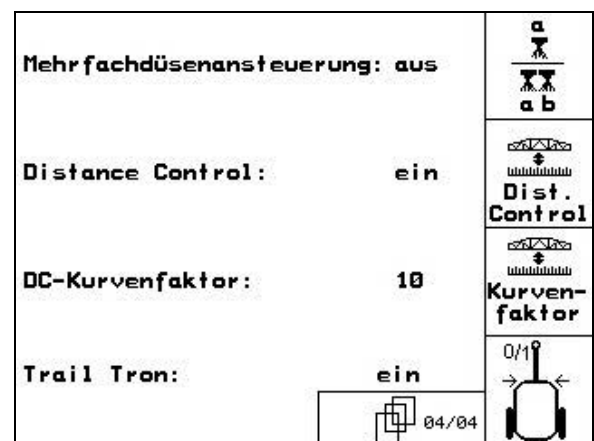 Mehrfachdüsenansteuerung: aus
a
a b
Distance Control: ein
Dist.
Control
DC-Kurvenfaktor: 10
Kurven-
faktor
Trail Tron: ein
0/1
04/04